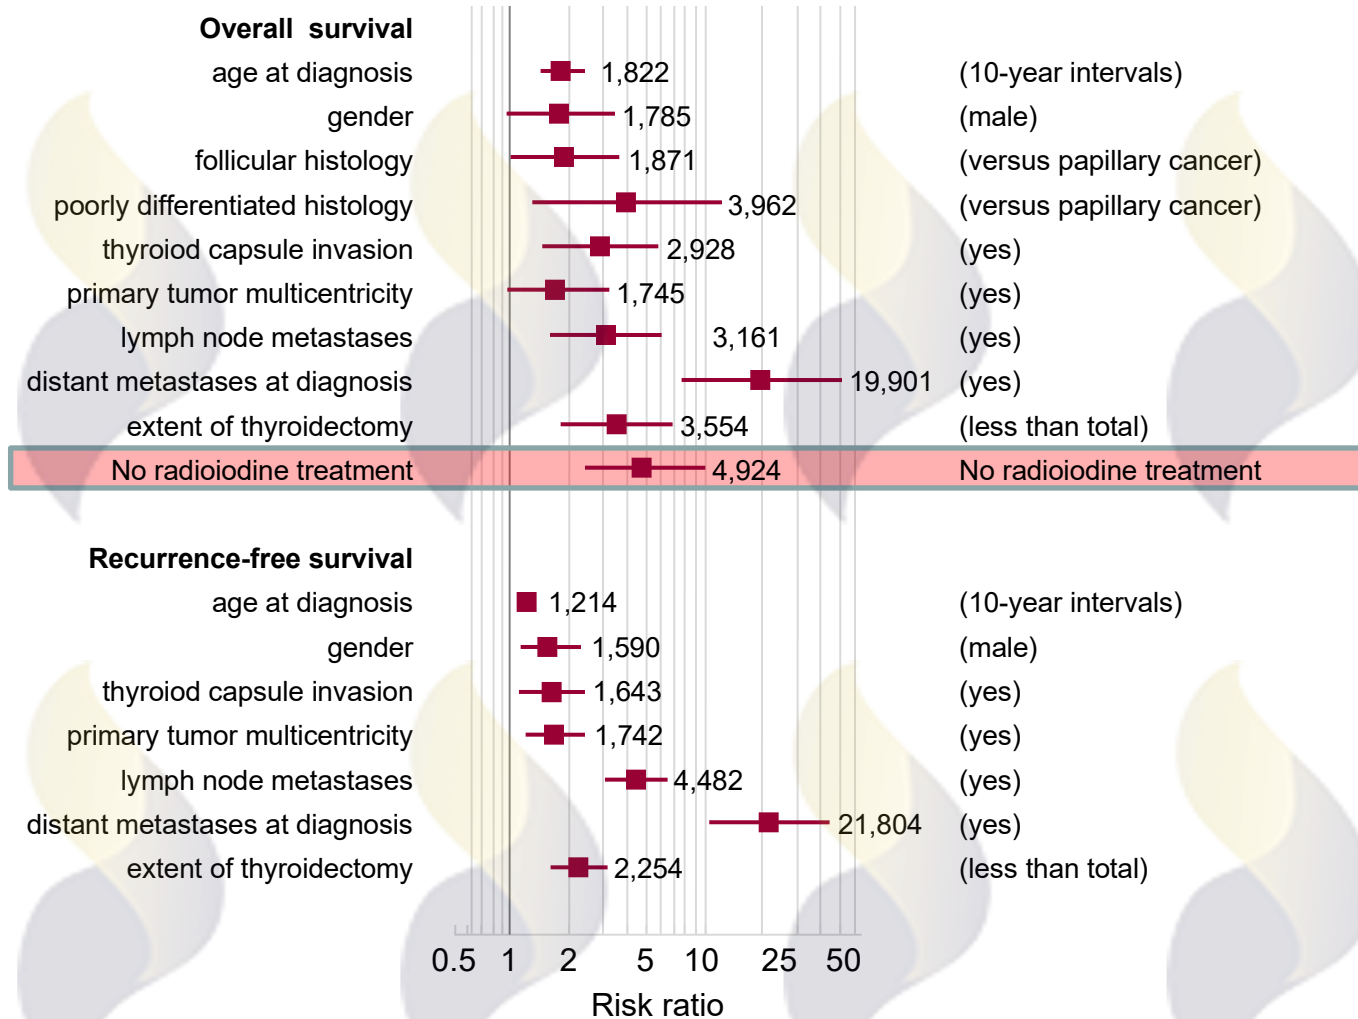 Overall survival
age at diagnosis 1,822 (10-year intervals)
gender 1,785 (male)
follicular histology 1,871 (versus papillary cancer)
poorly differentiated histology 3,962 (versus papillary cancer)
thyroiod capsule invasion 2,928 (yes)
primary tumor multicentricity 1,745 (yes)
lymph node metastases 3,161 (yes)
distant metastases at diagnosis 19,901 (yes)
extent of thyroidectomy 3,554 (less than total)
No radioiodine treatment 4,924 No radioiodine treatment
Recurrence-free survival
age at diagnosis 1,214 (10-year intervals)
gender 1,590 (male)
thyroiod capsule invasion 1,643 (yes)
primary tumor multicentricity 1,742 (yes)
lymph node metastases 4,482 (yes)
distant metastases at diagnosis 21,804 (yes)
extent of thyroidectomy 2,254 (less than total)
0.5 1 2 5 10 25 50
Risk ratio